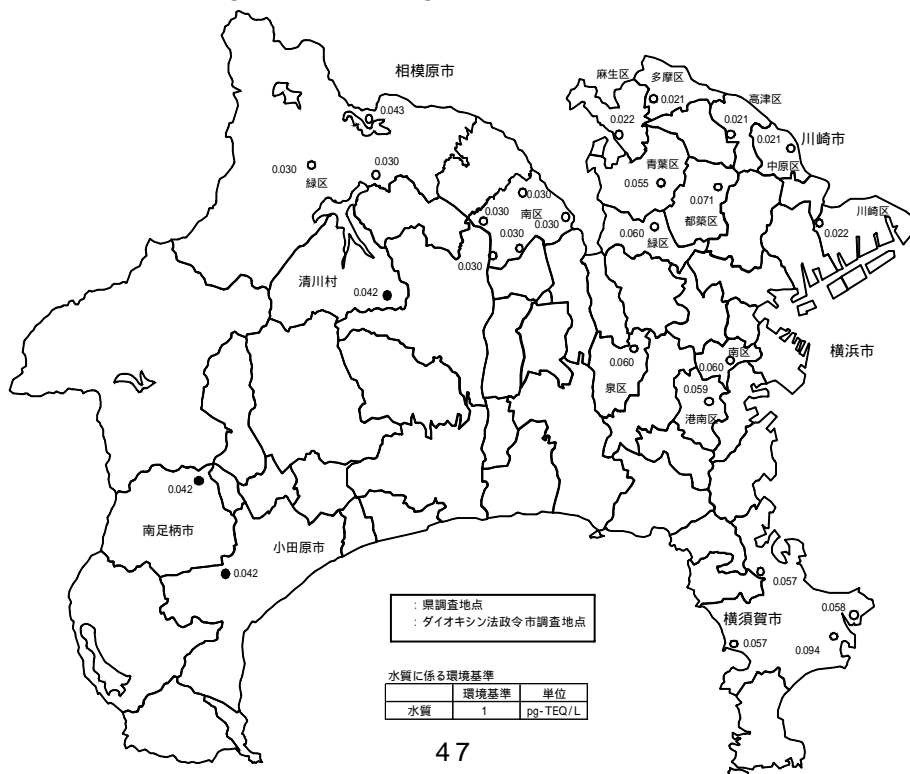 相模原市
麻生区
多摩区
0.021
高津区
0.043
0.022
0.021
0.021
川崎市
中原区
0.030
緑区
0.030
青葉区
0.055
0.071
都築区
0.030
南区
0.030
0.030
0.030
0.030
0.060
緑区
川崎区
0.022
清川村
0.042
横浜市
0.060
泉区
南区
0.060
0.059
港南区
0.042
南足柄市
小田原市
0.042
0.057
横須賀市
0.058
0.057
0.094
: 県調査地点
: ダイオキシン法政令市調査地点
水質に係る環境基準
環境基準 単位
水質 1 pg-TEQ/L
47